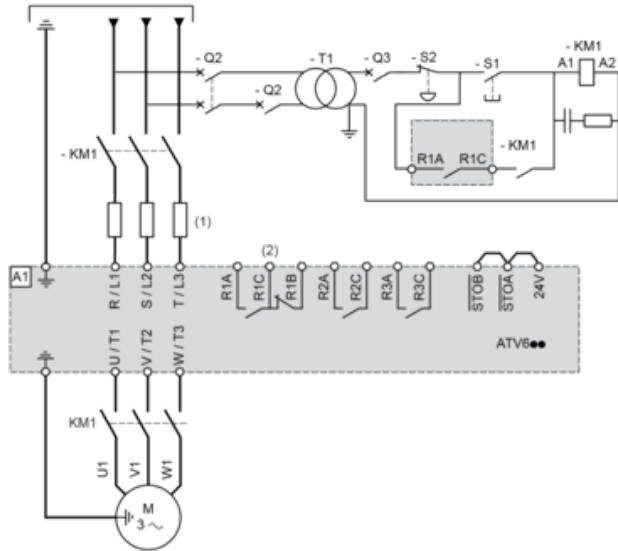 - Q2
- T1
- Q3
- S2
- S1
- KM1
A1
A2
- Q2
- KM1
R1A
R1C
- KM1
(1)
(2)
A1
R / L1
S / L2
T / L3
R1A
R1C
R1B
R2A
R2C
R3A
R3C
STOB
STOA
24V
U / T1
V / T2
W / T3
ATV6●●
KM1
U1
V1
W1
M
3 ~